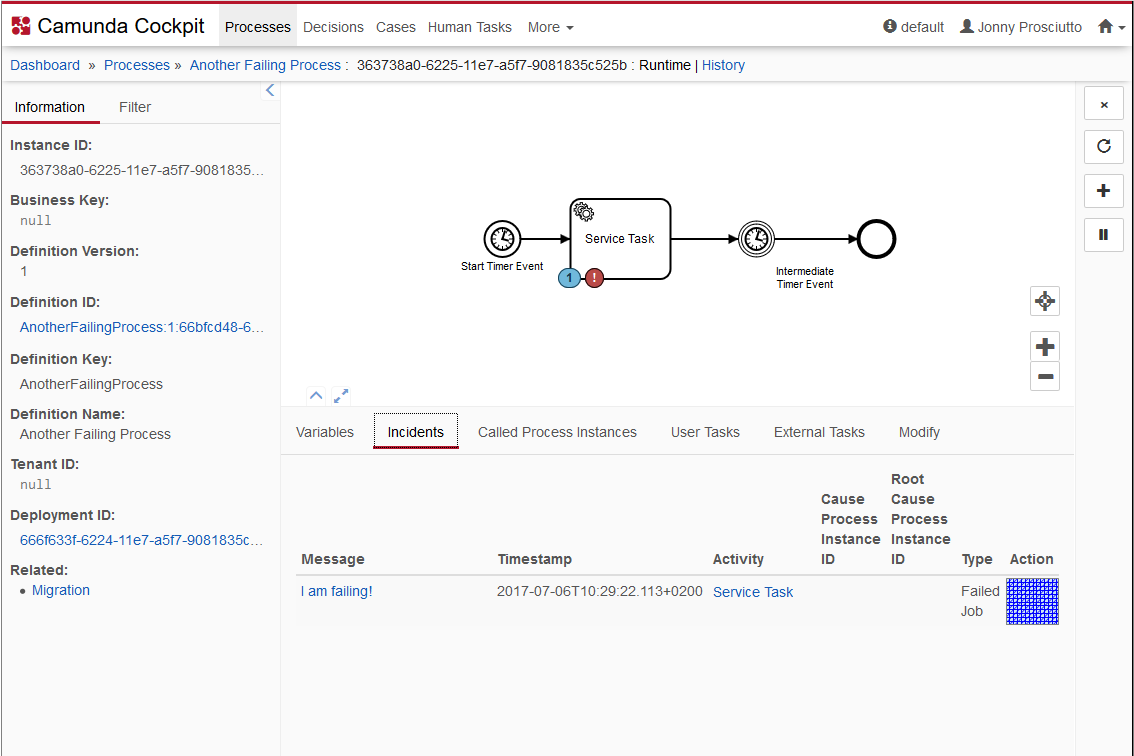 Camunda Cockpit Processes Decisions Cases Human Tasks More default Jonny Prosciutto
Dashboard » Processes » Another Failing Process : 363738a0-6225-11e7-a5f7-9081835c525b : Runtime | History
Information Filter
Instance ID:
363738a0-6225-11e7-a5f7-9081835...
Business Key:
null
Definition Version:
1
Definition ID:
AnotherFailingProcess:1:66bfcd48-6...
Definition Key:
AnotherFailingProcess
Definition Name:
Another Failing Process
Tenant ID:
null
Deployment ID:
666f633f-6224-11e7-a5f7-9081835c...
Related:
Migration
Start Timer Event
Service Task
1 !
Intermediate
Timer Event
Variables Incidents Called Process Instances User Tasks External Tasks Modify
Message Timestamp Activity
Cause
Process
Instance
ID
Root
Cause
Process
Instance
ID
Type Action
I am failing! 2017-07-06T10:29:22.113+0200 Service Task
Failed
Job